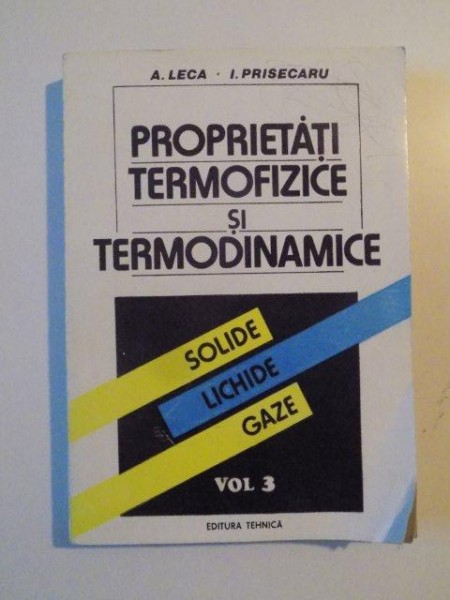 A. LECA • I. PRISECARU
PROPRIETĂȚI
TERMOFIZICE
ȘI
TERMODINAMICE
SOLIDE
LICHIDE
GAZE
VOL 3
EDITURA TEHNICĂ